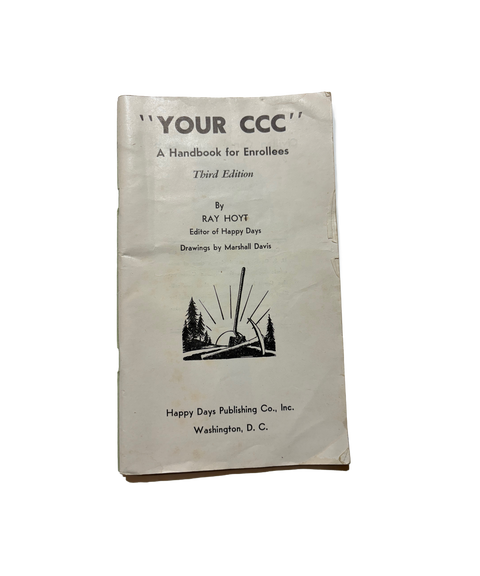 "YOUR CCC"
A Handbook for Enrollees
Third Edition
By
RAY HOYT
Editor of Happy Days
Drawings by Marshall Davis
Happy Days Publishing Co., Inc.
Washington, D. C.